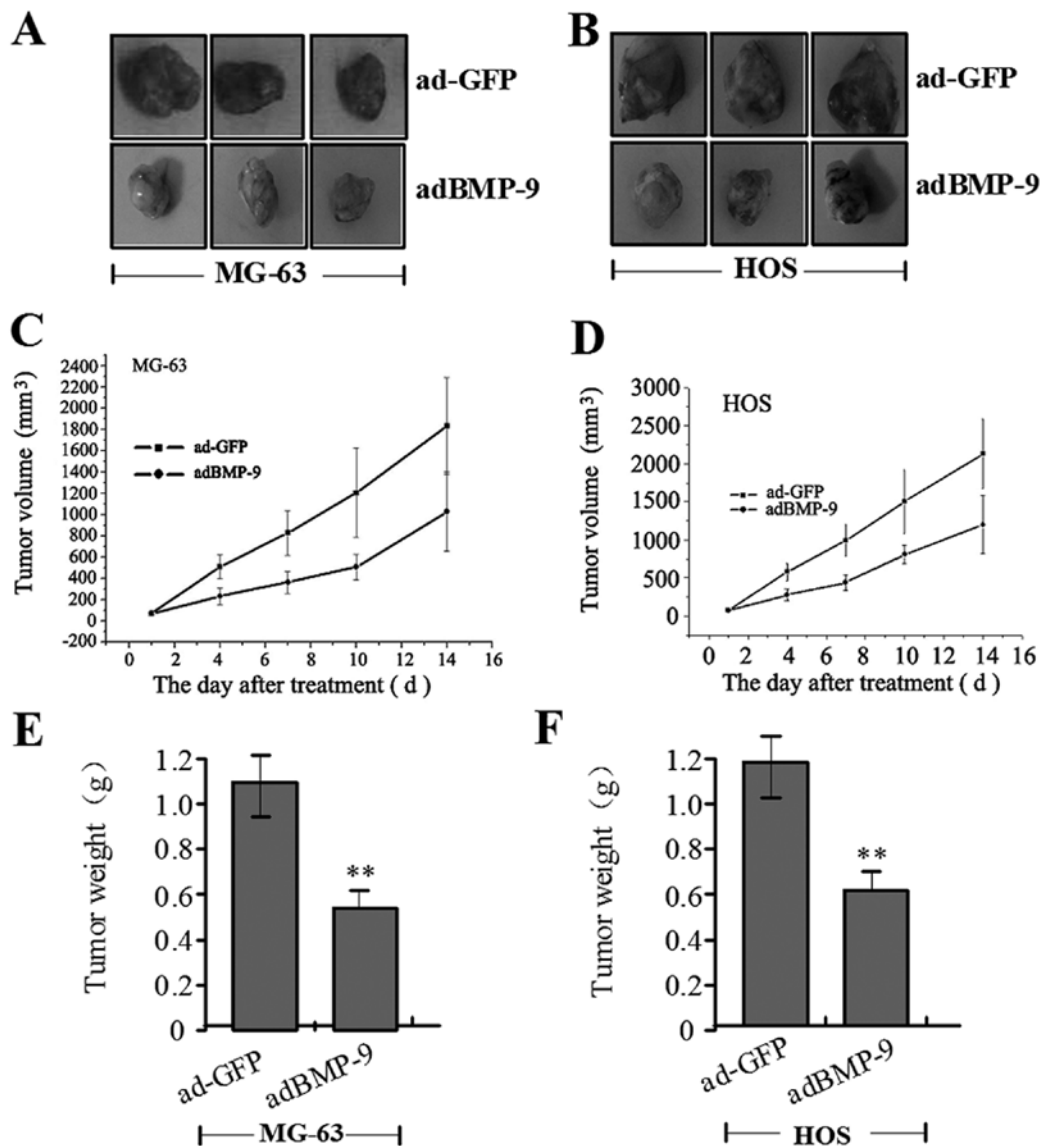 A
ad-GFP
adBMP-9
MG-63
B
ad-GFP
adBMP-9
HOS
C
MG-63
ad-GFP
adBMP-9
Tumor volume (mm³)
2400
2200
2000
1800
1600
1400
1200
1000
800
600
400
200
0
-200
0 2 4 6 8 10 12 14 16
The day after treatment ( d )
D
HOS
ad-GFP
adBMP-9
Tumor volume (mm³)
3000
2500
2000
1500
1000
500
0
0 2 4 6 8 10 12 14 16
The day after treatment ( d )
E
Tumor weight (g)
1.2
1.0
0.8
0.6
0.4
0.2
0
**
ad-GFP
adBMP-9
MG-63
F
Tumor weight (g)
1.2
1.0
0.8
0.6
0.4
0.2
0
**
ad-GFP
adBMP-9
HOS